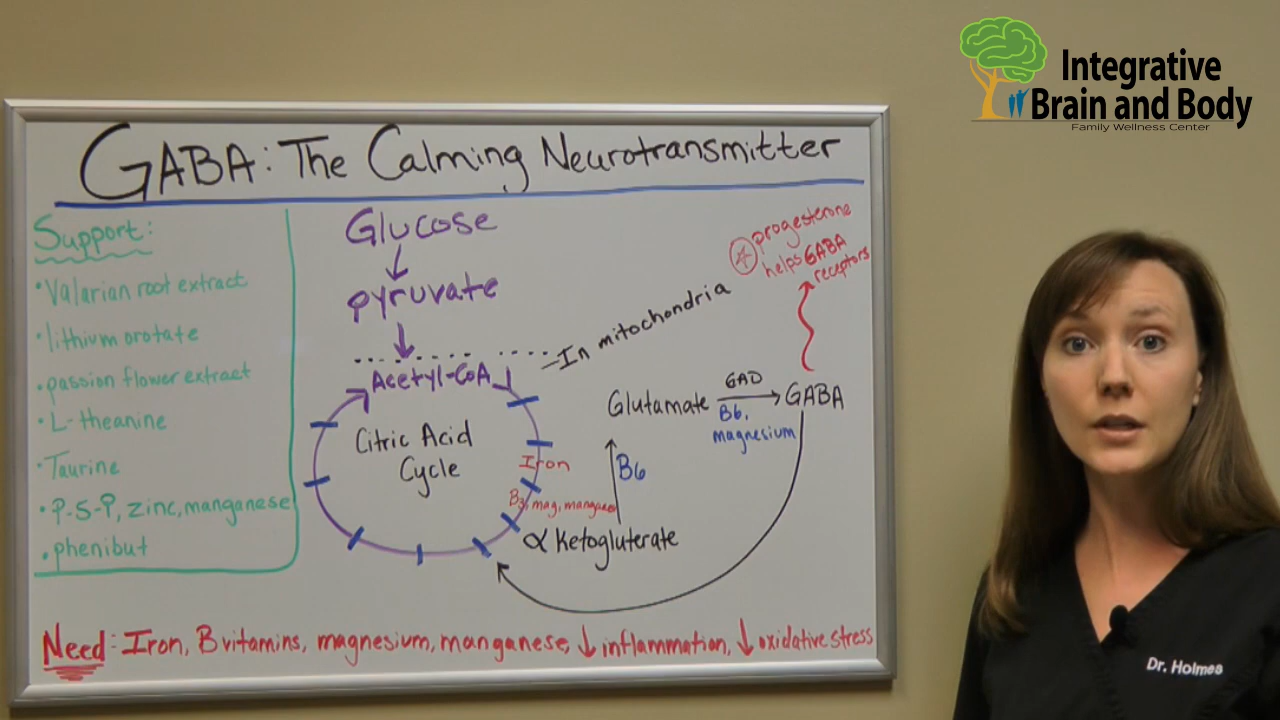 Integrative
Brain and Body
Family Wellness Center
GABA: The Calming Neurotransmitter
Support:
• Valarian root extract
• lithium orotate
• passion flower extract
• L-theanine
• Taurine
• P-5-P, zinc, manganese
• phenibut
Glucose
pyruvate
Acetyl-CoA
Citric Acid
Cycle
In mitochondria
progesterone
helps GABA
receptors
Glutamate
GAD
B6,
magnesium
GABA
Iron
B6
B3, mag, manganese
α Ketogluterate
Need: Iron, B vitamins, magnesium, manganese, ↓ inflammation, ↓ oxidative stress
Dr. Holmes